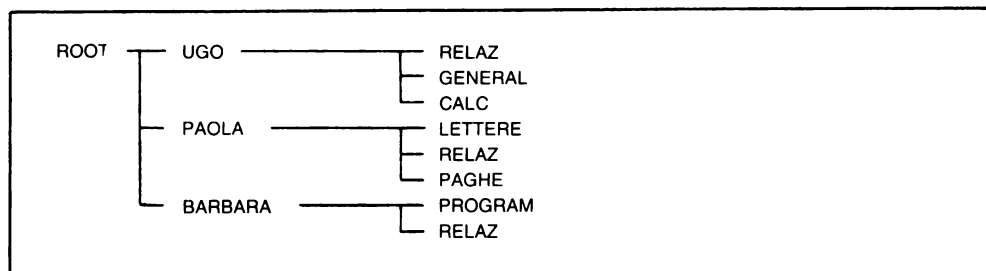 ROOT UGO RELAZ
GENERAL
CALC
PAOLA LETTERE
RELAZ
PAGHE
BARBARA PROGRAM
RELAZ